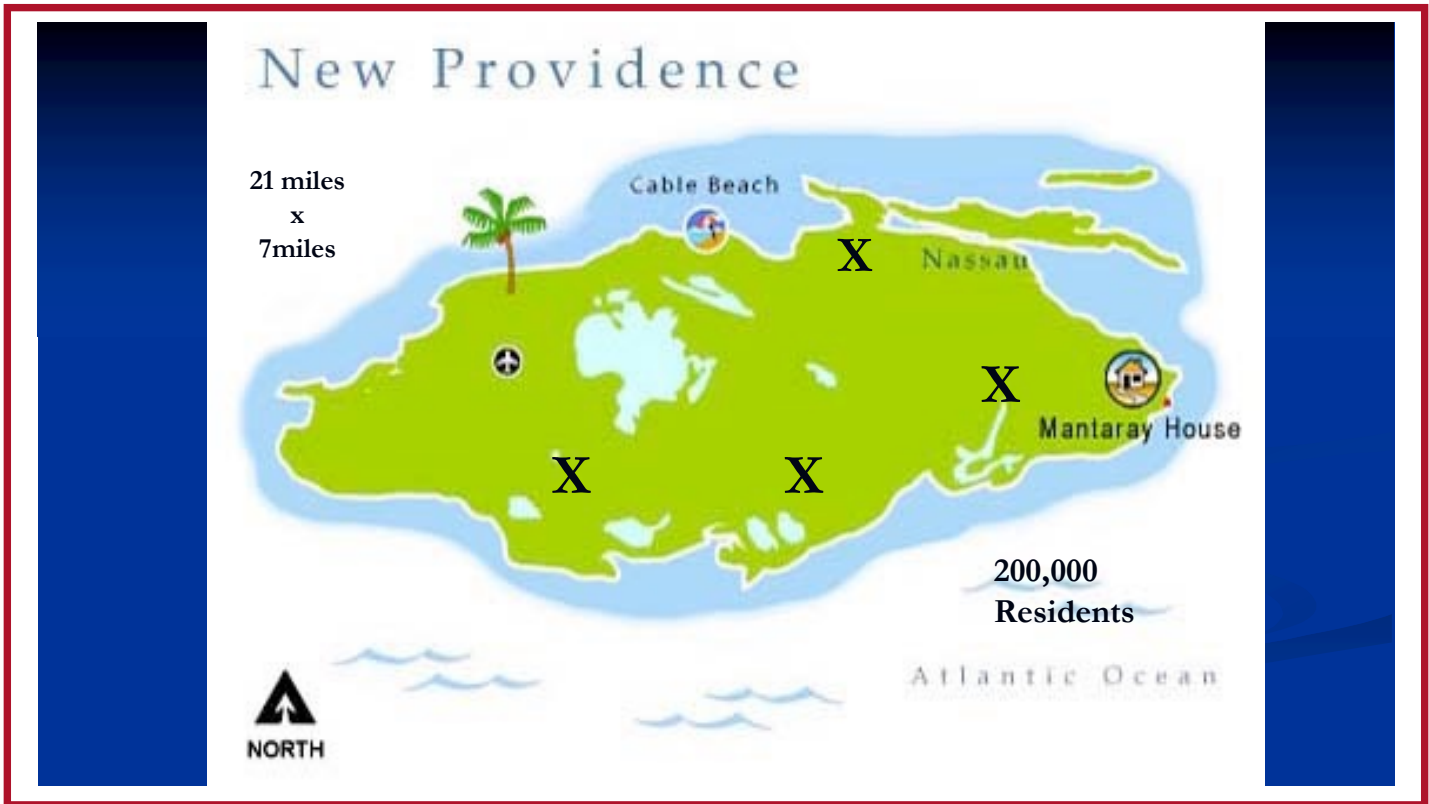 New Providence
21 miles
x
7miles
Cable Beach
X
Nassau
X
Mantaray House
X
X
200,000
Residents
Atlantic Ocean
NORTH